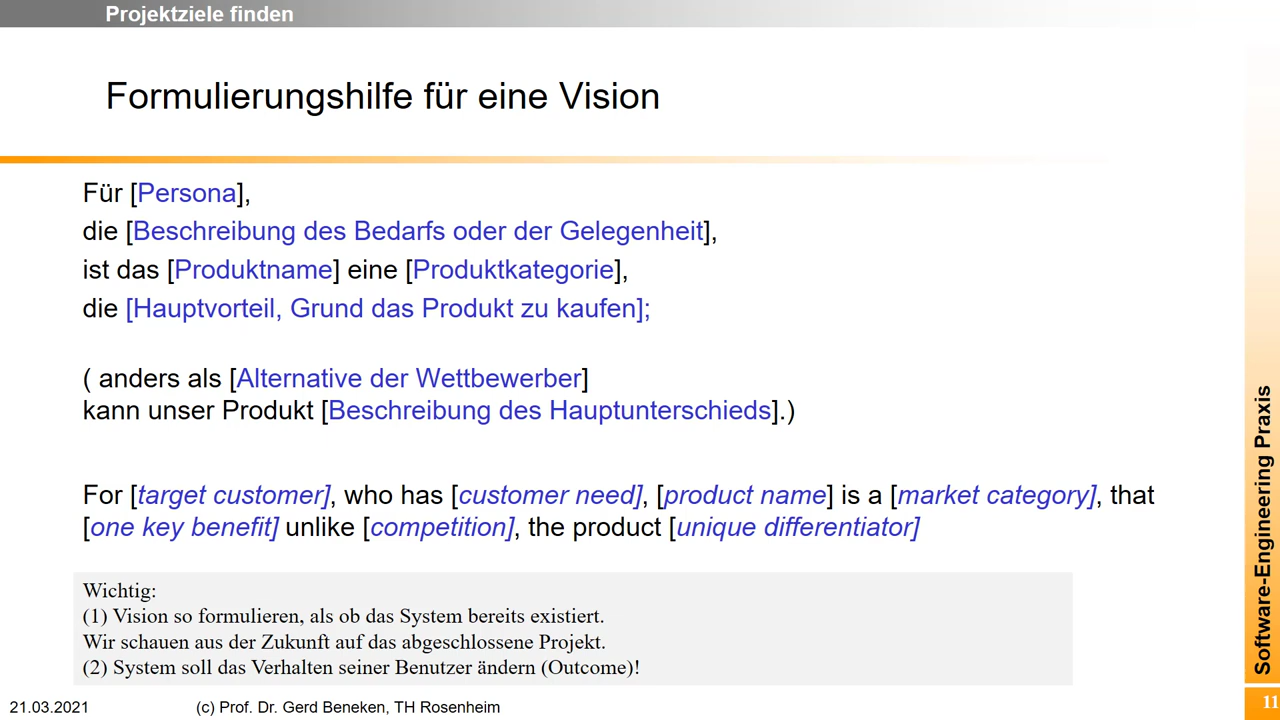 Projektziele finden
Formulierungshilfe für eine Vision
Für [Persona],
die [Beschreibung des Bedarfs oder der Gelegenheit],
ist das [Produktname] eine [Produktkategorie],
die [Hauptvorteil, Grund das Produkt zu kaufen];
( anders als [Alternative der Wettbewerber]
kann unser Produkt [Beschreibung des Hauptunterschieds].)
For [target customer], who has [customer need], [product name] is a [market category], that
[one key benefit] unlike [competition], the product [unique differentiator]
Wichtig:
(1) Vision so formulieren, als ob das System bereits existiert.
Wir schauen aus der Zukunft auf das abgeschlossene Projekt.
(2) System soll das Verhalten seiner Benutzer ändern (Outcome)!
Software-Engineering Praxis
21.03.2021
(c) Prof. Dr. Gerd Beneken, TH Rosenheim
11